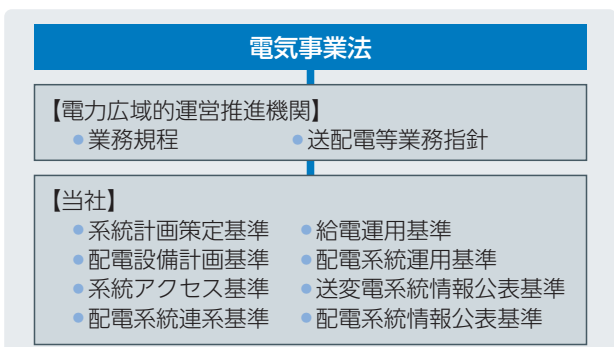 電気事業法
【電力広域的運営推進機関】
●業務規程 ●送配電等業務指針
【当社】
●系統計画策定基準 ●給電運用基準
●配電設備計画基準 ●配電系統運用基準
●系統アクセス基準 ●送変電系統情報公表基準
●配電系統連系基準 ●配電系統情報公表基準